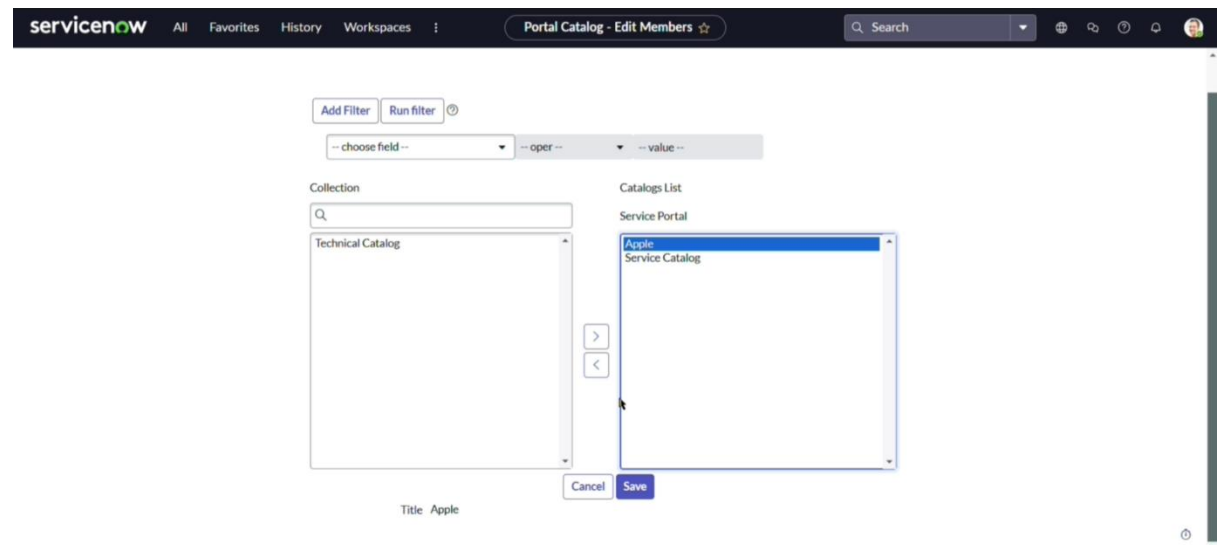 servicenow All Favorites History Workspaces Portal Catalog - Edit Members Search
Add Filter Run filter
-- choose field -- -- oper -- -- value --
Collection Catalogs List
Service Portal
Technical Catalog Apple
Service Catalog
Cancel Save
Title Apple